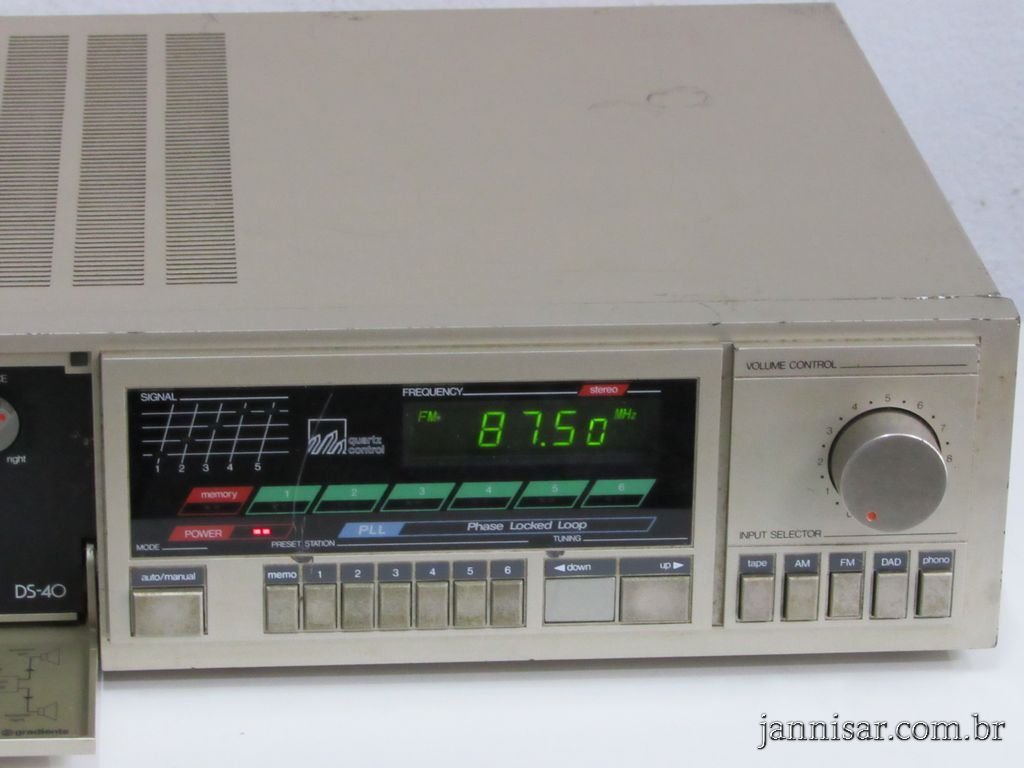 VOLUME CONTROL
SIGNAL
FREQUENCY
stereo
FM
87.50
MHz
quartz
control
1 2 3 4 5
0 1 2 3 4 5 6 7 8
right
memory 1 2 3 4 5 6
POWER
PLL Phase Locked Loop
INPUT SELECTOR
MODE
PRESET STATION
TUNING
auto/manual
memo 1 2 3 4 5 6
◄down
up►
tape AM FM DAD phono
DS-40
gradiente
jannisar.com.br